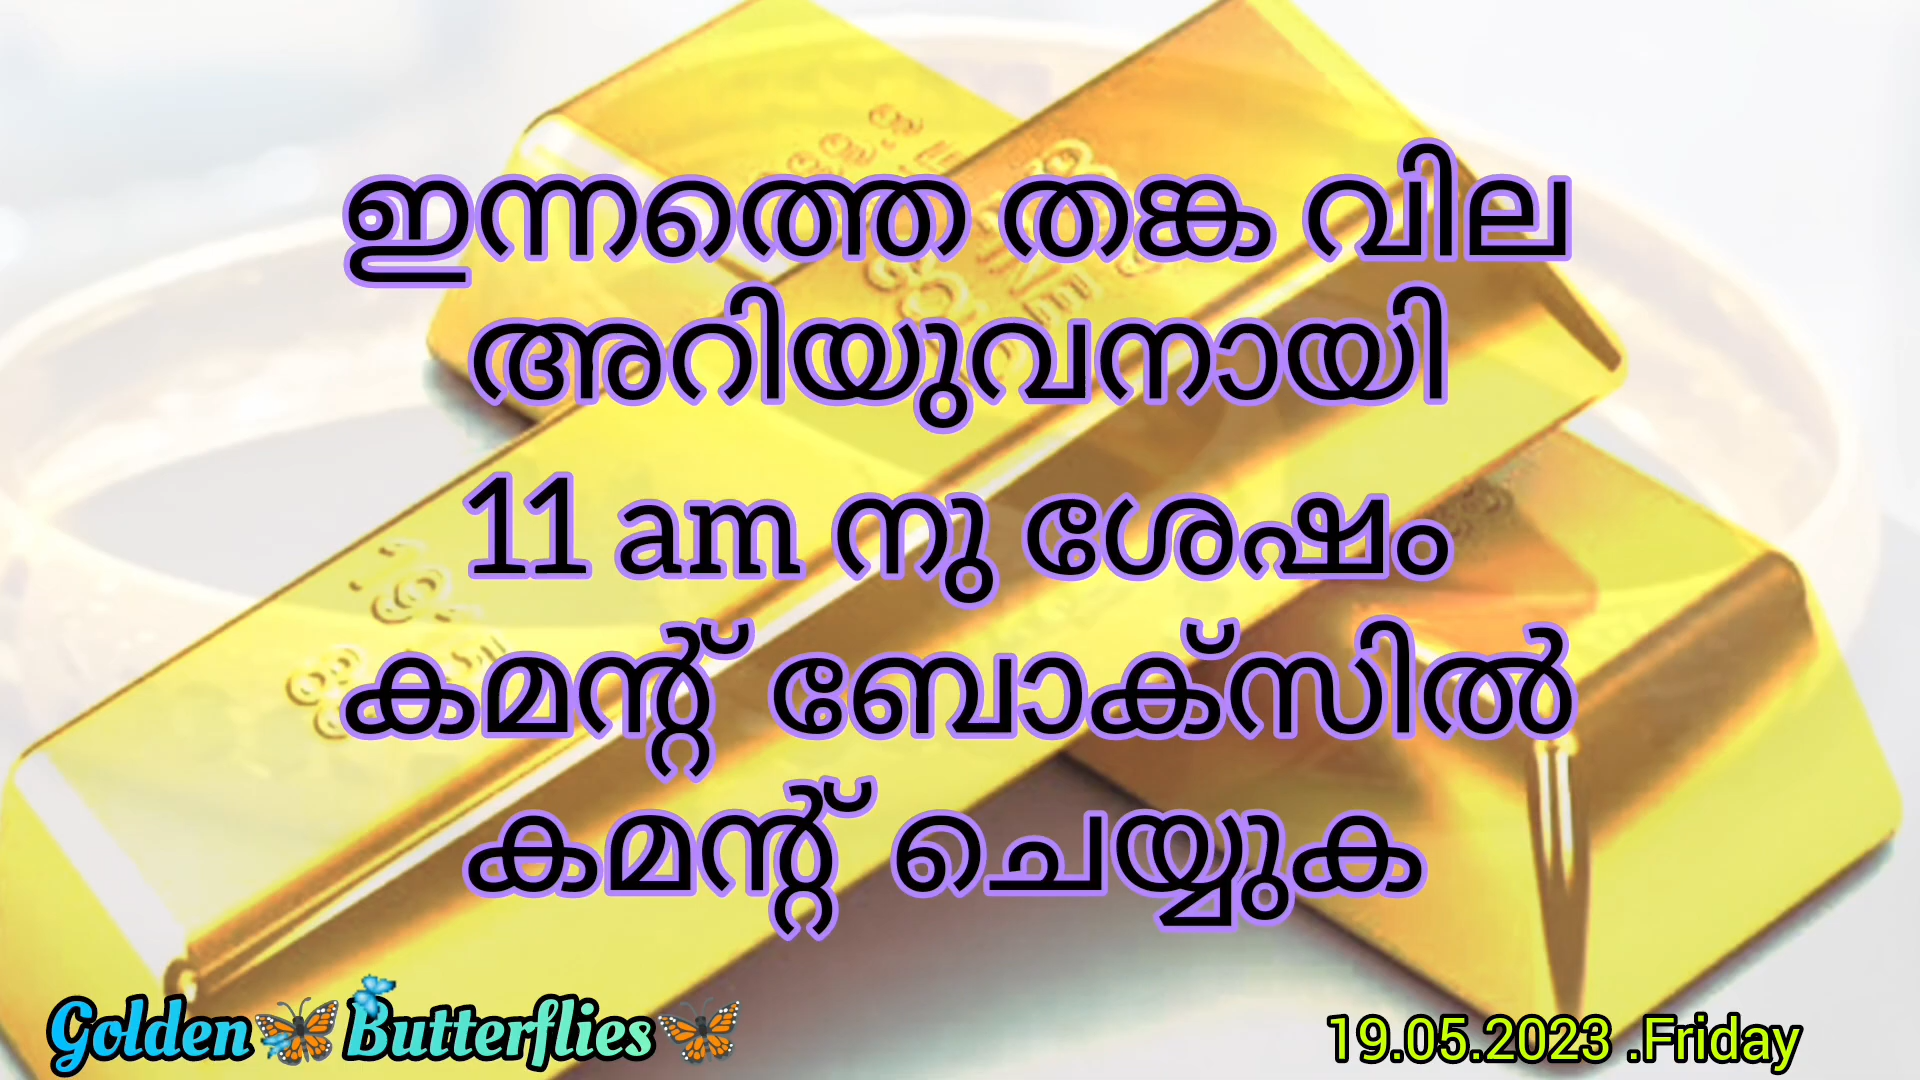 ഇന്നത്തെ തങ്ക വില
അറിയുവനായി
11 am നു ശേഷം
കമന്റ് ബോക്സിൽ
കമന്റ് ചെയ്യുക
Golden Butterflies
19.05.2023 .Friday